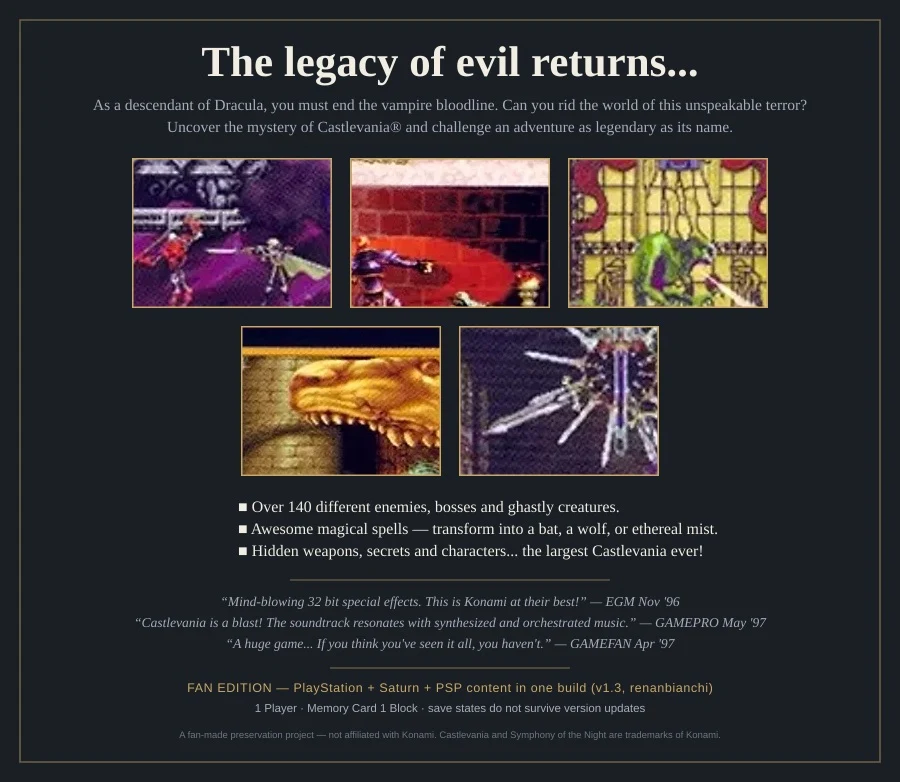 The legacy of evil returns...
As a descendant of Dracula, you must end the vampire bloodline. Can you rid the world of this unspeakable terror?
Uncover the mystery of Castlevania® and challenge an adventure as legendary as its name.
■ Over 140 different enemies, bosses and ghastly creatures.
■ Awesome magical spells — transform into a bat, a wolf, or ethereal mist.
■ Hidden weapons, secrets and characters... the largest Castlevania ever!
“Mind-blowing 32 bit special effects. This is Konami at their best!” — EGM Nov '96
“Castlevania is a blast! The soundtrack resonates with synthesized and orchestrated music.” — GAMEPRO May '97
“A huge game... If you think you've seen it all, you haven't.” — GAMEFAN Apr '97
FAN EDITION — PlayStation + Saturn + PSP content in one build (v1.3, renanbianchi)
1 Player · Memory Card 1 Block · save states do not survive version updates
A fan-made preservation project — not affiliated with Konami. Castlevania and Symphony of the Night are trademarks of Konami.